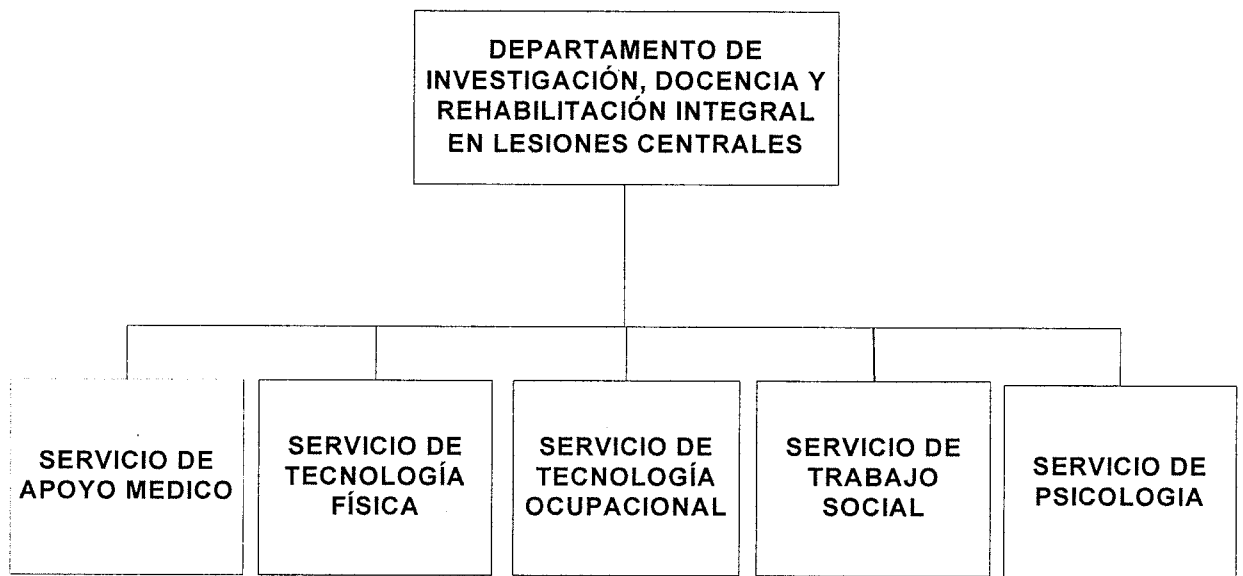 DEPARTAMENTO DE
INVESTIGACIÓN, DOCENCIA Y
REHABILITACIÓN INTEGRAL
EN LESIONES CENTRALES
SERVICIO DE
APOYO MEDICO
SERVICIO DE
TECNOLOGÍA
FÍSICA
SERVICIO DE
TECNOLOGÍA
OCUPACIONAL
SERVICIO DE
TRABAJO
SOCIAL
SERVICIO DE
PSICOLOGIA